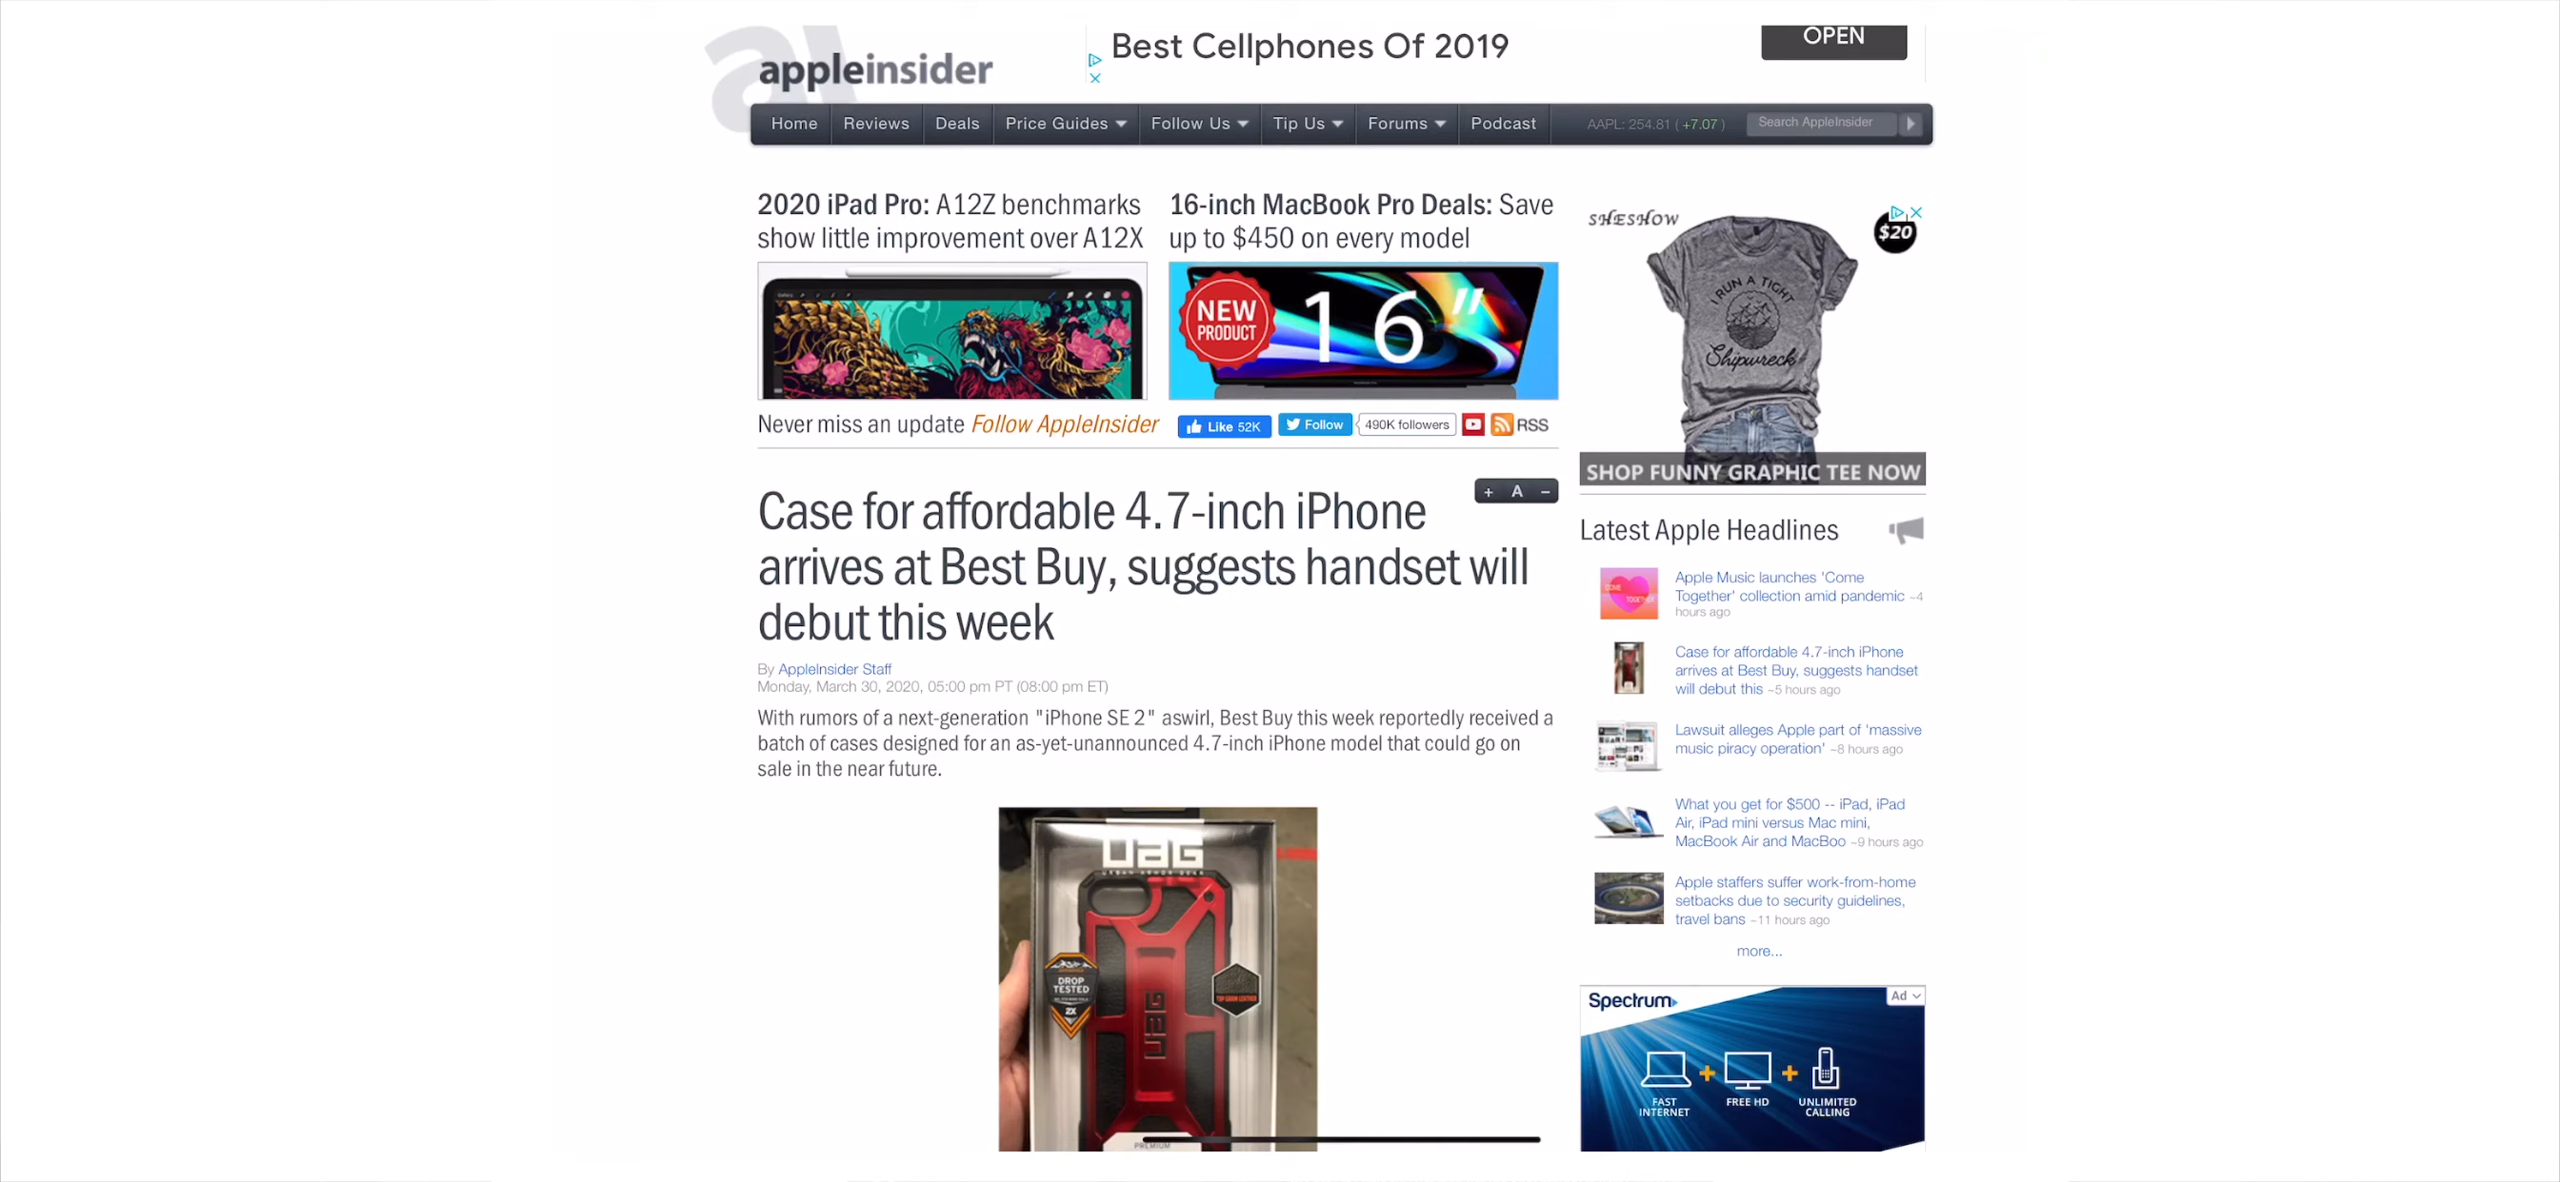 appleinsider
Best Cellphones Of 2019
OPEN
Home
Reviews
Deals
Price Guides
Follow Us
Tip Us
Forums
Podcast
AAPL: 254.81 ( +7.07 )
Search AppleInsider
2020 iPad Pro: A12Z benchmarks
show little improvement over A12X
16-inch MacBook Pro Deals: Save
up to $450 on every model
NEW
PRODUCT
16"
Never miss an update Follow AppleInsider
Like 52K
Follow
490K followers
RSS
Case for affordable 4.7-inch iPhone
arrives at Best Buy, suggests handset will
debut this week
+ A −
By AppleInsider Staff
Monday, March 30, 2020, 05:00 pm PT (08:00 pm ET)
With rumors of a next-generation "iPhone SE 2" aswirl, Best Buy this week reportedly received a
batch of cases designed for an as-yet-unannounced 4.7-inch iPhone model that could go on
sale in the near future.
UAG
URBAN ARMOR GEAR
DROP
TESTED
2X
TOP GRAIN LEATHER
UAG
PREMIUM
SHESHOW
$20
I RUN A TIGHT
Shipwreck
SHOP FUNNY GRAPHIC TEE NOW
Latest Apple Headlines
COME
TOGETHER
Apple Music launches 'Come
Together' collection amid pandemic ~4
hours ago
Case for affordable 4.7-inch iPhone
arrives at Best Buy, suggests handset
will debut this ~5 hours ago
Lawsuit alleges Apple part of 'massive
music piracy operation' ~8 hours ago
What you get for $500 -- iPad, iPad
Air, iPad mini versus Mac mini,
MacBook Air and MacBoo ~9 hours ago
Apple staffers suffer work-from-home
setbacks due to security guidelines,
travel bans ~11 hours ago
more...
Spectrum
Ad
FAST
INTERNET
+
FREE HD
+
UNLIMITED
CALLING